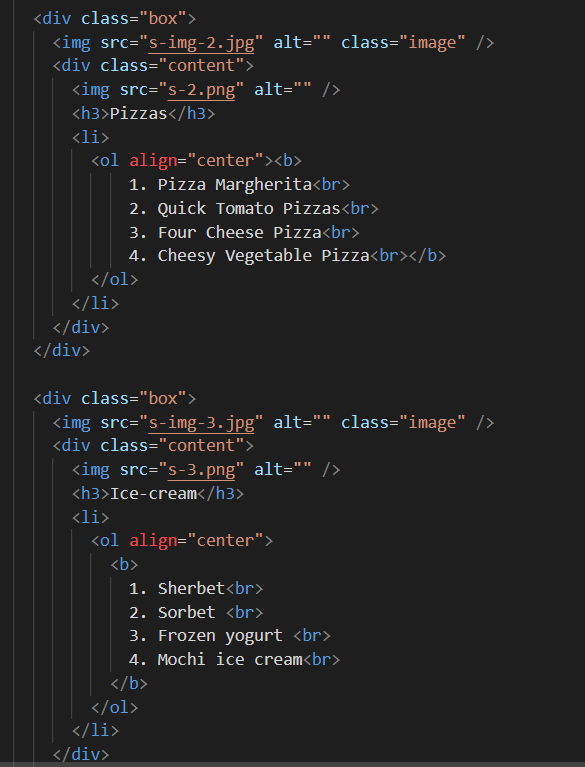 <div class="box">
<img src="s-img-2.jpg" alt="" class="image" />
<div class="content">
<img src="s-2.png" alt="" />
<h3>Pizzas</h3>
<li>
<ol align="center"><b>
1. Pizza Margherita<br>
2. Quick Tomato Pizzas<br>
3. Four Cheese Pizza<br>
4. Cheesy Vegetable Pizza<br></b>
</ol>
</li>
</div>
</div>
<div class="box">
<img src="s-img-3.jpg" alt="" class="image" />
<div class="content">
<img src="s-3.png" alt="" />
<h3>Ice-cream</h3>
<li>
<ol align="center">
<b>
1. Sherbet<br>
2. Sorbet <br>
3. Frozen yogurt <br>
4. Mochi ice cream<br>
</b>
</ol>
</li>
</div>